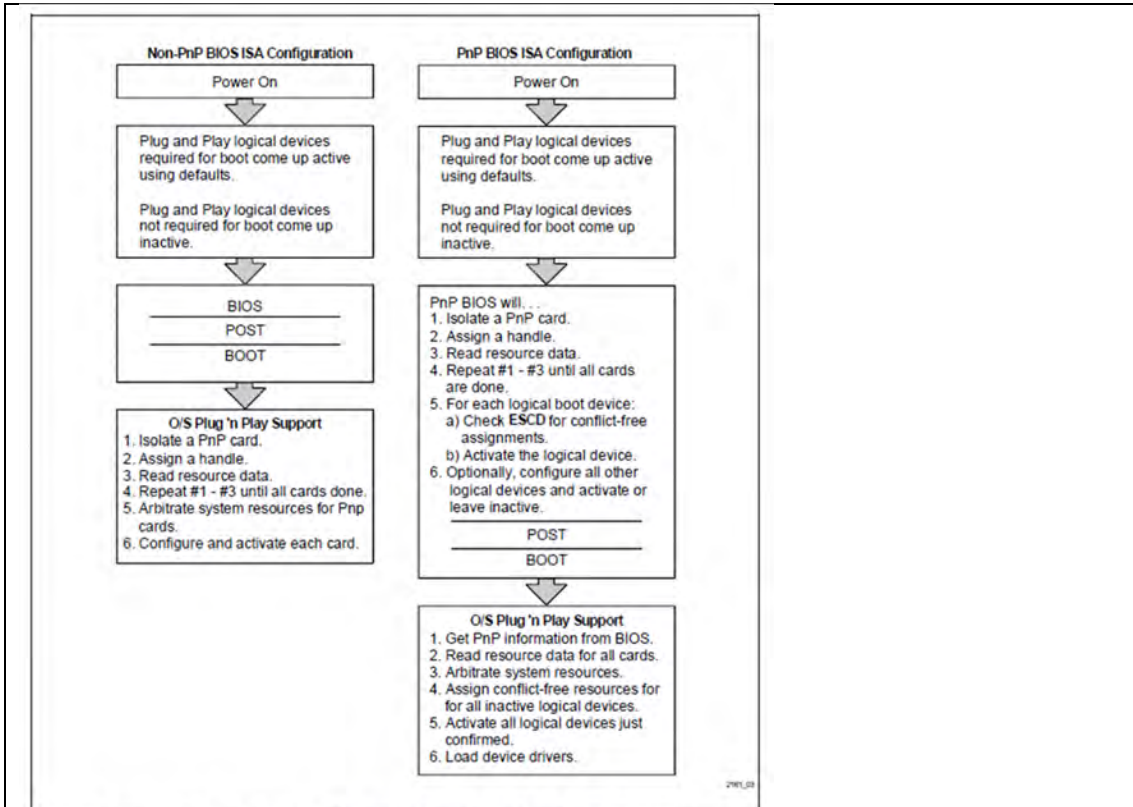 Non-PnP BIOS ISA Configuration
Power On
Plug and Play logical devices
required for boot come up active
using defaults.
Plug and Play logical devices
not required for boot come up
inactive.
BIOS
POST
BOOT
O/S Plug 'n Play Support
1. Isolate a PnP card.
2. Assign a handle.
3. Read resource data.
4. Repeat #1 - #3 until all cards done.
5. Arbitrate system resources for Pnp
cards.
6. Configure and activate each card.
PnP BIOS ISA Configuration
Power On
Plug and Play logical devices
required for boot come up active
using defaults.
Plug and Play logical devices
not required for boot come up
inactive.
PnP BIOS will. . .
1. Isolate a PnP card.
2. Assign a handle.
3. Read resource data.
4. Repeat #1 - #3 until all cards
are done.
5. For each logical boot device:
a) Check ESCD for conflict-free
assignments.
b) Activate the logical device.
6. Optionally, configure all other
logical devices and activate or
leave inactive.
POST
BOOT
O/S Plug 'n Play Support
1. Get PnP information from BIOS.
2. Read resource data for all cards.
3. Arbitrate system resources.
4. Assign conflict-free resources for
for all inactive logical devices.
5. Activate all logical devices just
confirmed.
6. Load device drivers.